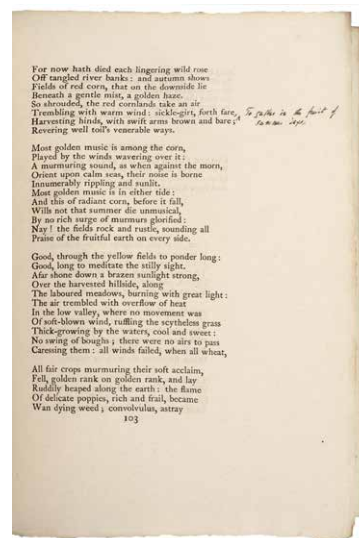 For now hath died each lingering wild rose
Off tangled river banks : and autumn shows
Fields of red corn, that on the downside lie
Beneath a gentle mist, a golden haze.
So shrouded, the red cornlands take an air
Trembling with warm wind : sickle-girt, forth fare,
To gather in the fruit of
summer days.
Harvesting hinds, with swift arms brown and bare ;
Revering well toil's venerable ways.
Most golden music is among the corn,
Played by the winds wavering over it :
A murmuring sound, as when against the morn,
Orient upon calm seas, their noise is borne
Innumerably rippling and sunlit.
Most golden music is in either tide :
And this of radiant corn, before it fall,
Wills not that summer die unmusical,
By no rich surge of murmurs glorified :
Nay ! the fields rock and rustle, sounding all
Praise of the fruitful earth on every side.
Good, through the yellow fields to ponder long :
Good, long to meditate the stilly sight.
Afar shone down a brazen sunlight strong,
Over the harvested hillside, along
The laboured meadows, burning with great light :
The air trembled with overflow of heat
In the low valley, where no movement was
Of soft-blown wind, ruffling the scytheless grass
Thick-growing by the waters, cool and sweet :
No swing of boughs ; there were no airs to pass
Caressing them : all winds failed, when all wheat,
All fair crops murmuring their soft acclaim,
Fell, golden rank on golden rank, and lay
Ruddily heaped along the earth : the flame
Of delicate poppies, rich and frail, became
Wan dying weed ; convolvulus, astray
103